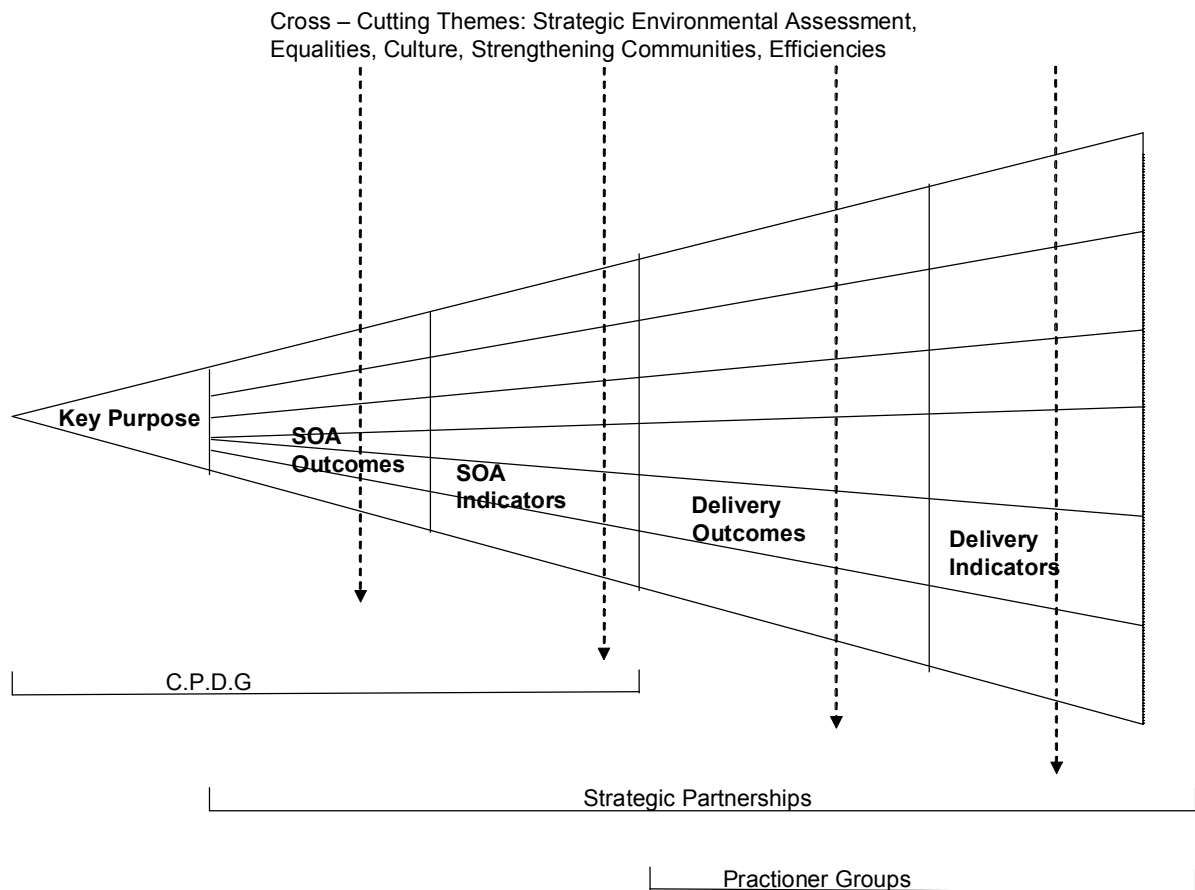 Cross – Cutting Themes: Strategic Environmental Assessment,
Equalities, Culture, Strengthening Communities, Efficiencies
Key Purpose
SOA
Outcomes
SOA
Indicators
Delivery
Outcomes
Delivery
Indicators
C.P.D.G
Strategic Partnerships
Practioner Groups